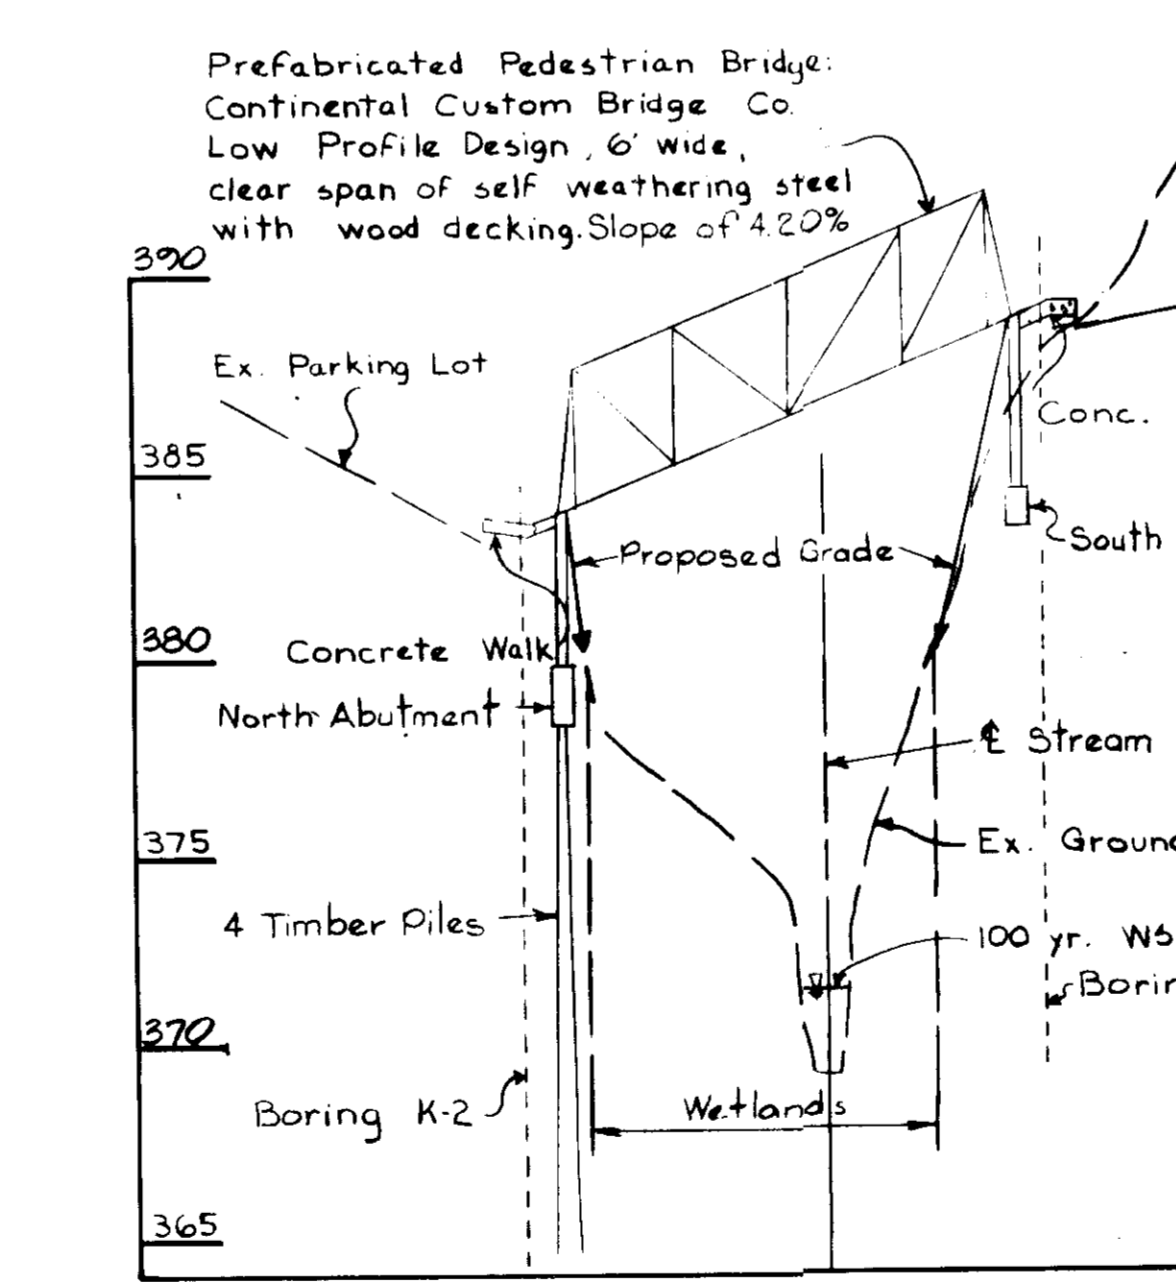 Prefabricated Pedestrian Bridge:
Continental Custom Bridge Co.
Low Profile Design, 6' wide,
clear span of self weathering steel
with wood decking. Slope of 4.20%
390
Ex. Parking Lot
Conc.
385
South
Proposed Grade
380
Concrete Walk
North Abutment
℄ Stream
375
Ex. Ground
4 Timber Piles
100 yr. WS
Borin
370
Boring K-2
Wetlands
365